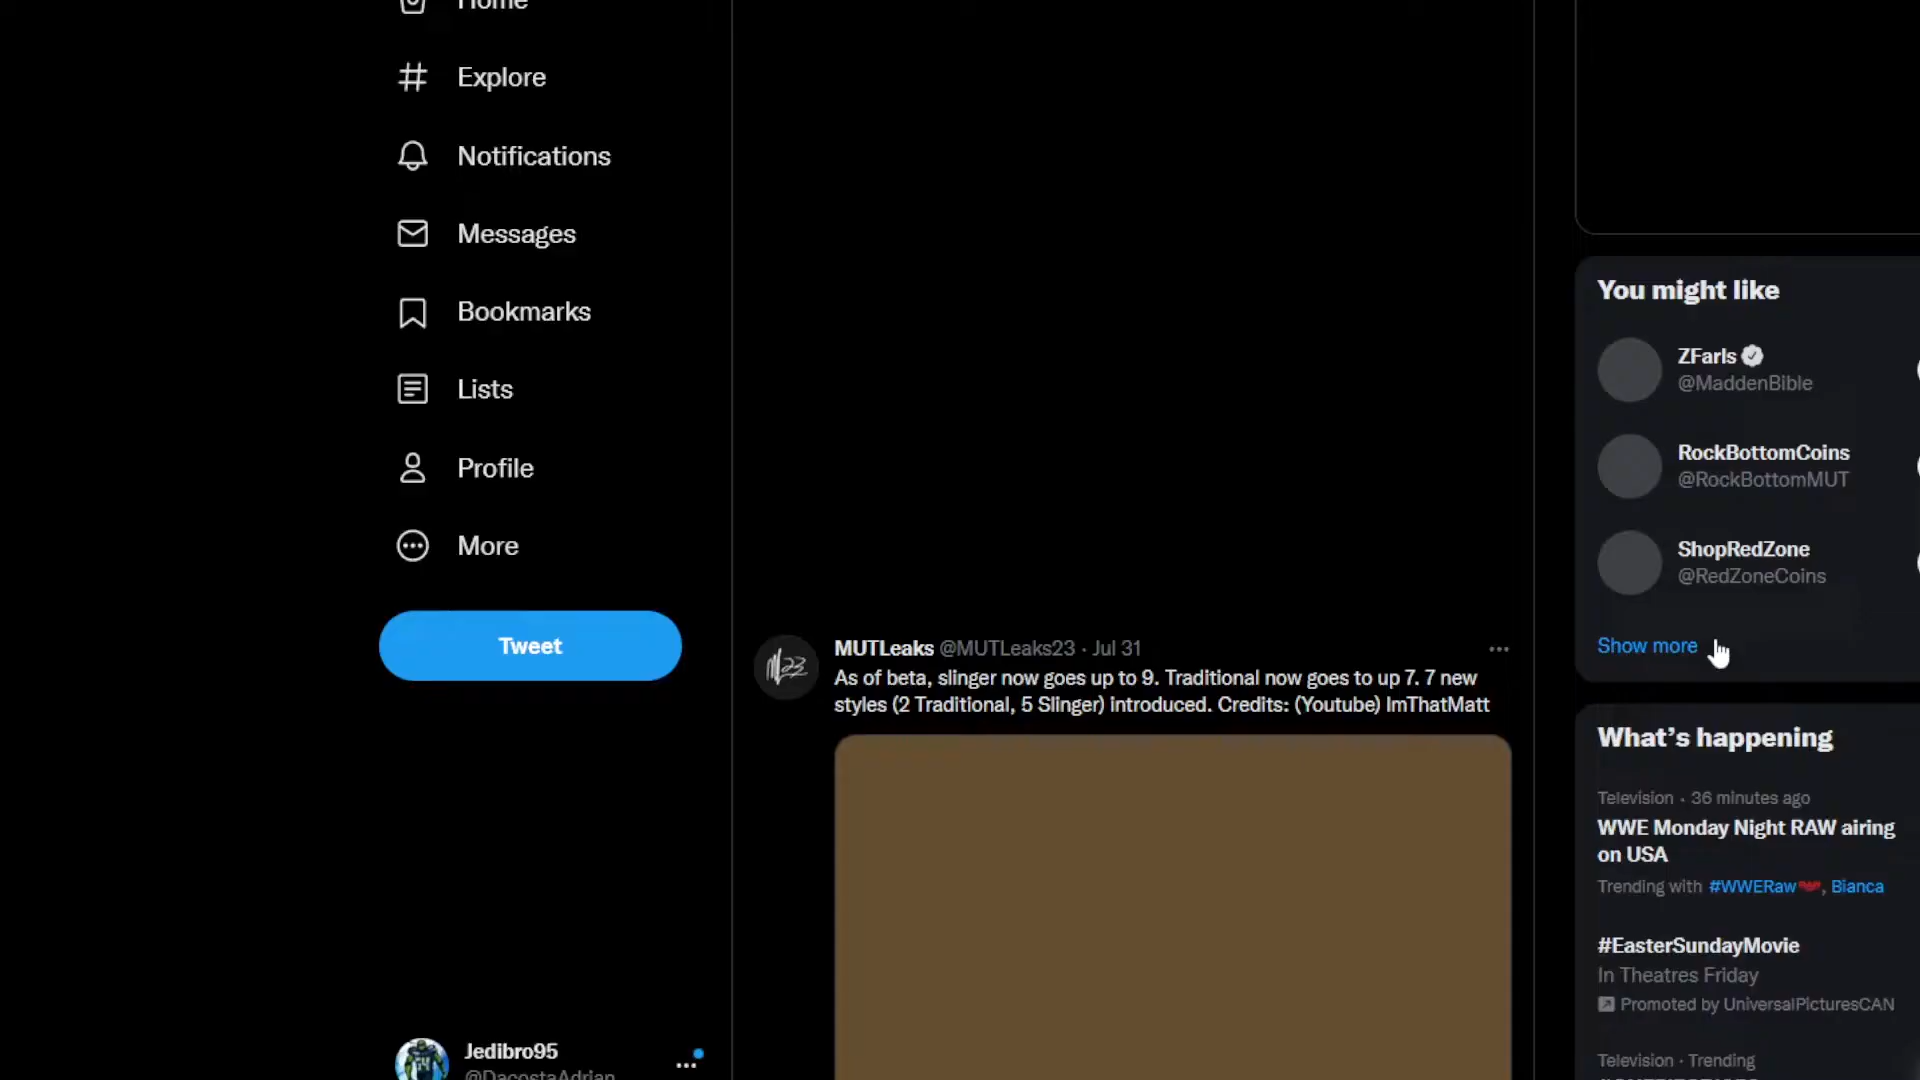 Home
Explore
Notifications
Messages
Bookmarks
Lists
Profile
More
Tweet
Jedibro95
@DacostaAdrian
MUTLeaks @MUTLeaks23 · Jul 31
As of beta, slinger now goes up to 9. Traditional now goes to up 7. 7 new
styles (2 Traditional, 5 Slinger) introduced. Credits: (Youtube) ImThatMatt
You might like
ZFarls
@MaddenBible
RockBottomCoins
@RockBottomMUT
ShopRedZone
@RedZoneCoins
Show more
What's happening
Television · 36 minutes ago
WWE Monday Night RAW airing
on USA
Trending with #WWERaw, Bianca
#EasterSundayMovie
In Theatres Friday
Promoted by UniversalPicturesCAN
Television · Trending